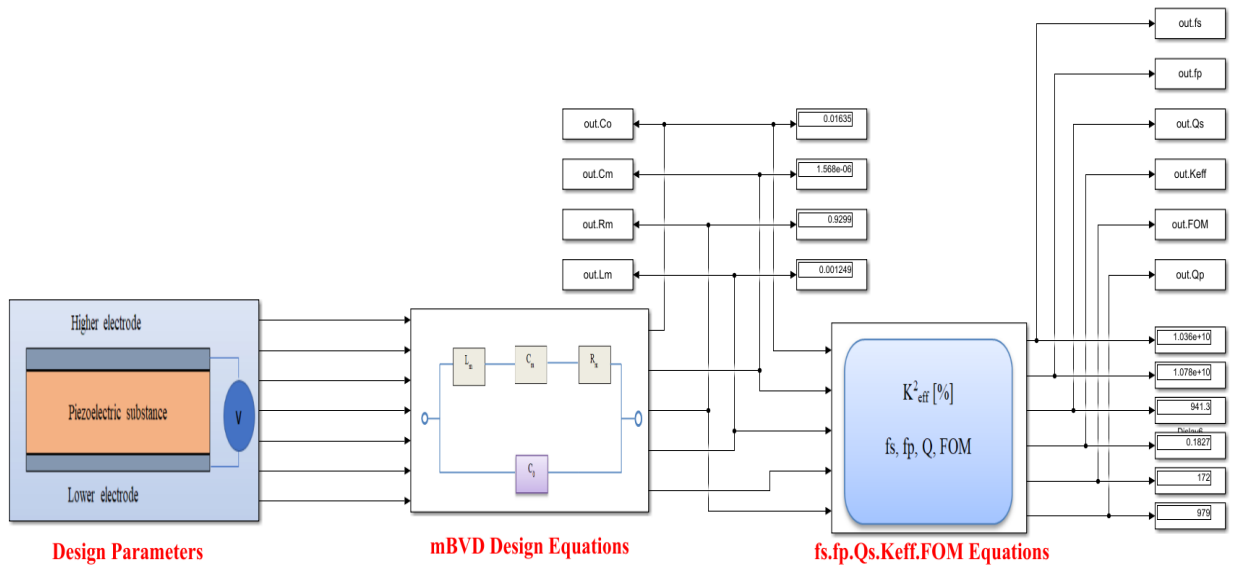 out.fs
out.fp
out.Co
0.01635
out.Qs
out.Cm
1.568e-06
out.Keff
out.Rm
0.9299
out.FOM
out.Lm
0.001249
out.Qp
Higher electrode
Piezoelectric substance
V
Lower electrode
Lm
Cm
C0
K²eff [%]
fs, fp, Q, FOM
1.036e+10
1.078e+10
941.3
0.1827
172
979
Design Parameters
mBVD Design Equations
fs.fp.Qs.Keff.FOM Equations